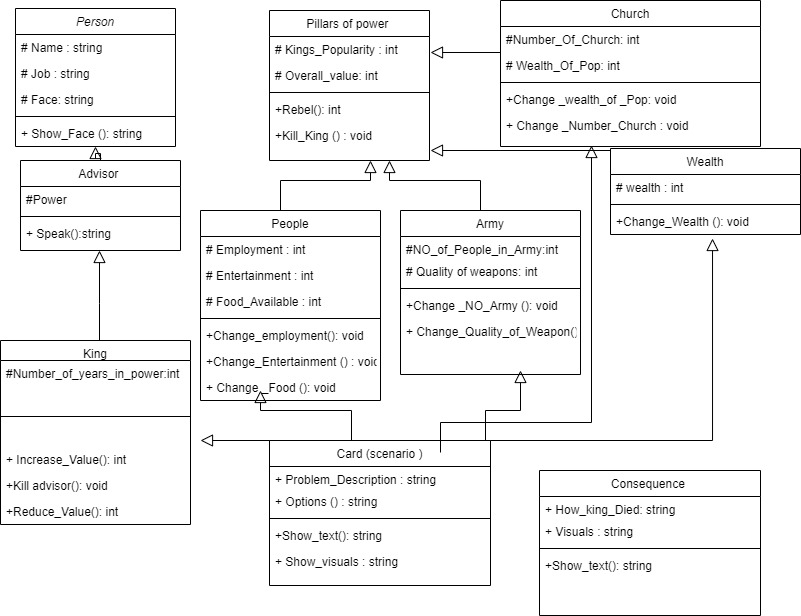 Person
# Name : string
# Job : string
# Face: string
+ Show_Face (): string
Advisor
#Power
+ Speak():string
King
#Number_of_years_in_power:int
+ Increase_Value(): int
+Kill advisor(): void
+Reduce_Value(): int
Pillars of power
# Kings_Popularity : int
# Overall_value: int
+Rebel(): int
+Kill_King () : void
Church
#Number_Of_Church: int
# Wealth_Of_Pop: int
+Change _wealth_of _Pop: void
+ Change _Number_Church : void
Wealth
# wealth : int
+Change_Wealth (): void
People
# Employment : int
# Entertainment : int
# Food_Available : int
+Change_employment(): void
+Change_Entertainment () : void
+ Change _Food (): void
Army
#NO_of_People_in_Army:int
# Quality of weapons: int
+Change _NO_Army (): void
+ Change_Quality_of_Weapon()
Card (scenario )
+ Problem_Description : string
+ Options () : string
+Show_text(): string
+ Show_visuals : string
Consequence
+ How_king_Died: string
+ Visuals : string
+Show_text(): string